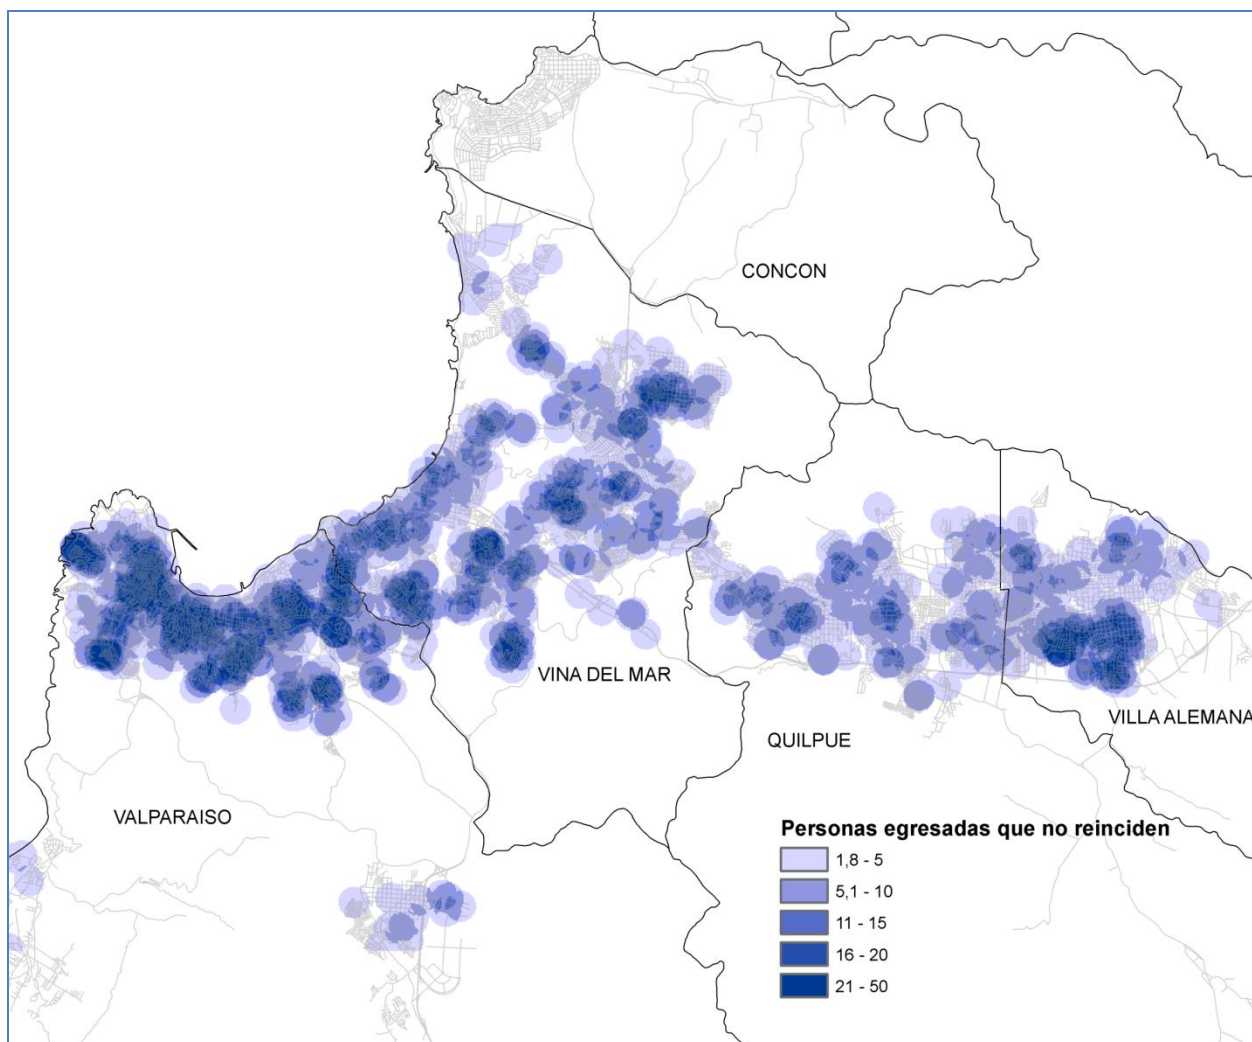 CONCON
VINA DEL MAR
VILLA ALEMANA
QUILPUE
VALPARAISO
Personas egresadas que no reinciden
1,8 - 5
5,1 - 10
11 - 15
16 - 20
21 - 50